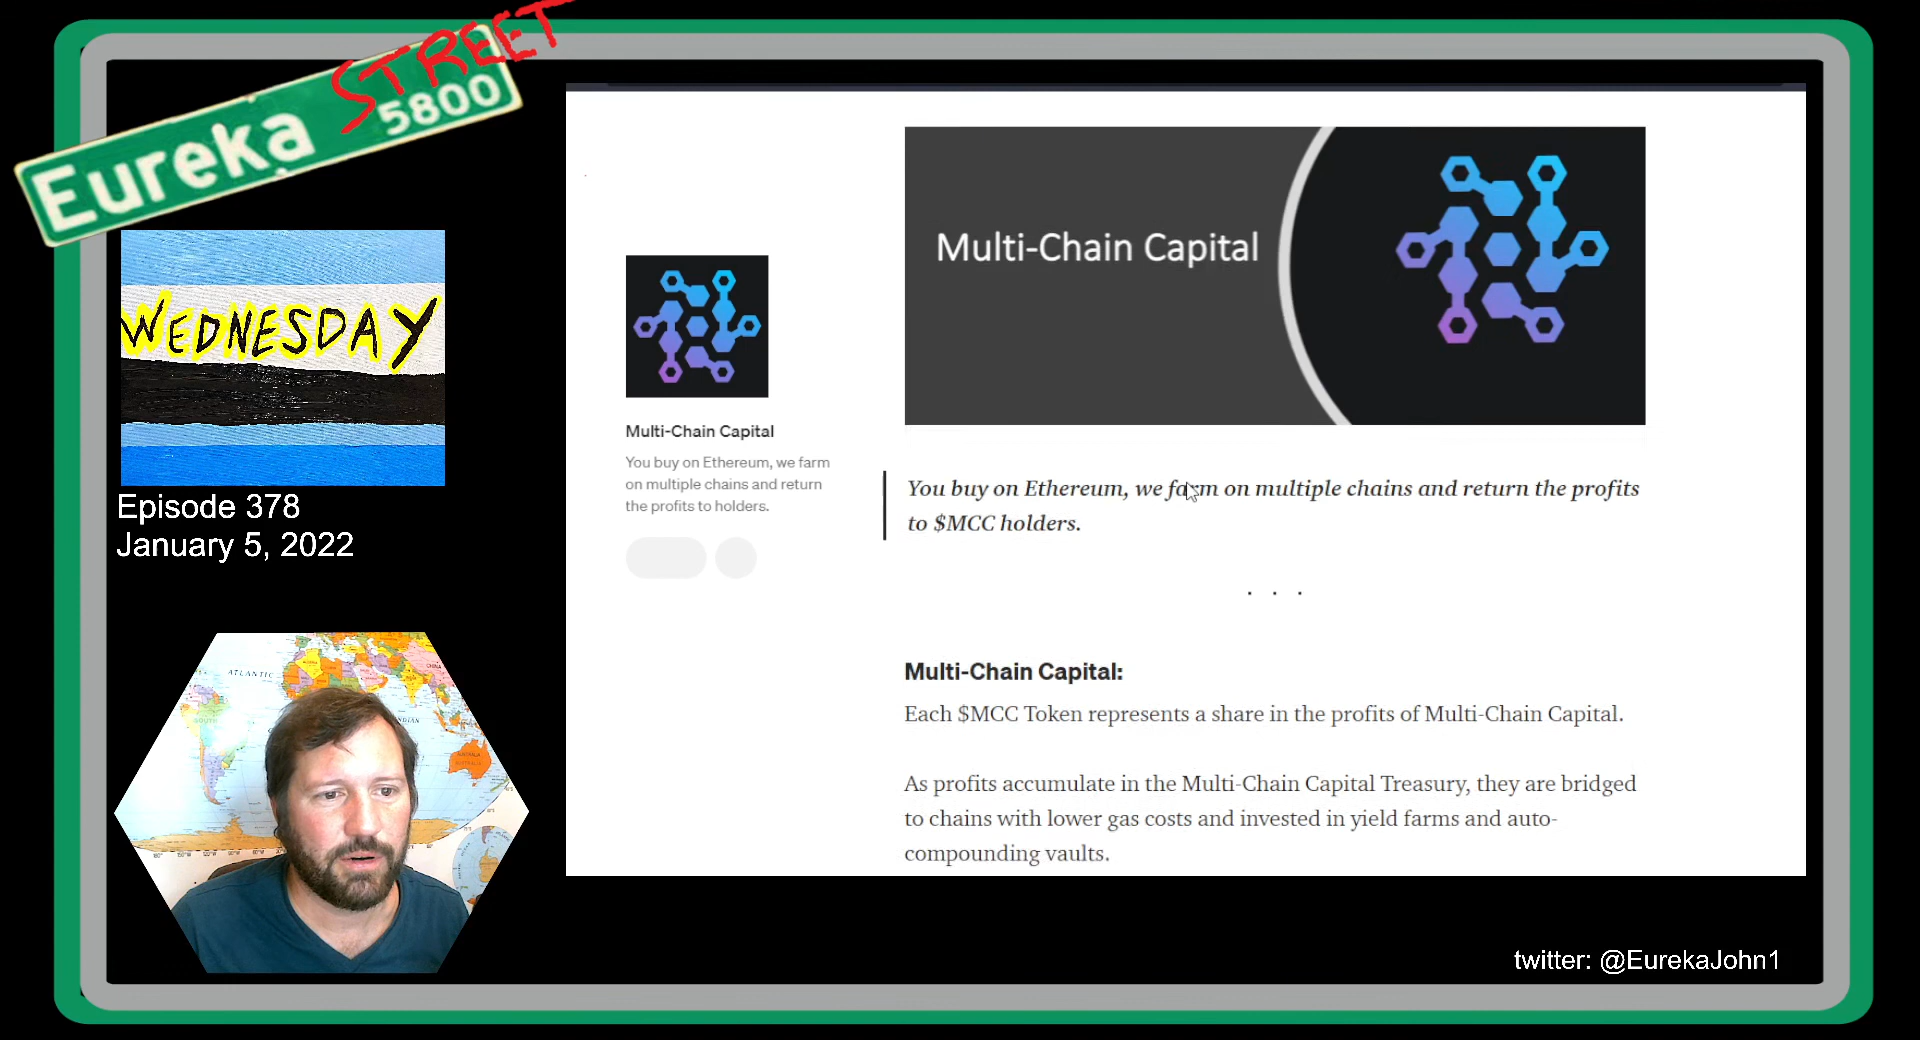 Eureka
STREET
5800
WEDNESDAY
Episode 378
January 5, 2022
Multi-Chain Capital
Multi-Chain Capital
You buy on Ethereum, we farm
on multiple chains and return
the profits to holders.
You buy on Ethereum, we farm on multiple chains and return the profits
to $MCC holders.
. . .
Multi-Chain Capital:
Each $MCC Token represents a share in the profits of Multi-Chain Capital.
As profits accumulate in the Multi-Chain Capital Treasury, they are bridged
to chains with lower gas costs and invested in yield farms and auto-
compounding vaults.
ATLANTIC
SOUTH
CHINA
twitter: @EurekaJohn1